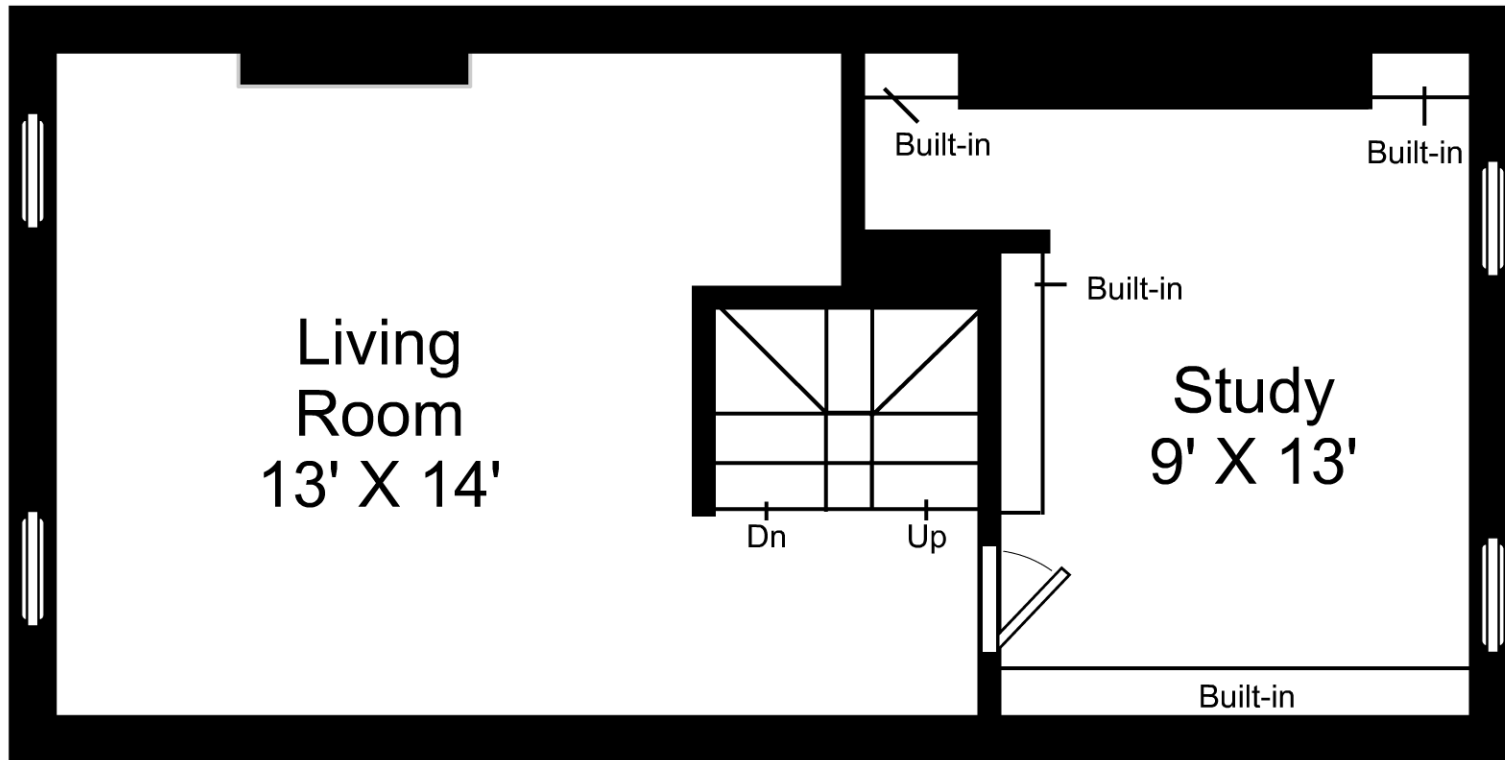 Living
Room
13' X 14'
Dn
Up
Built-in
Built-in
Built-in
Study
9' X 13'
Built-in